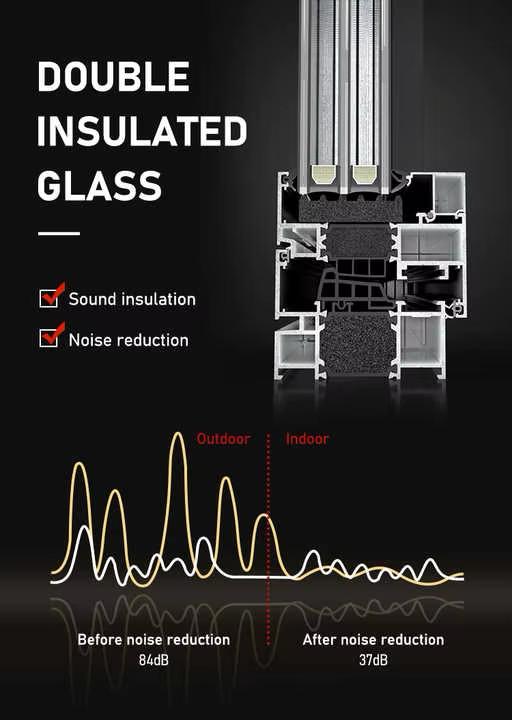 DOUBLE
INSULATED
GLASS
Sound insulation
Noise reduction
Outdoor
Indoor
Before noise reduction
84dB
After noise reduction
37dB